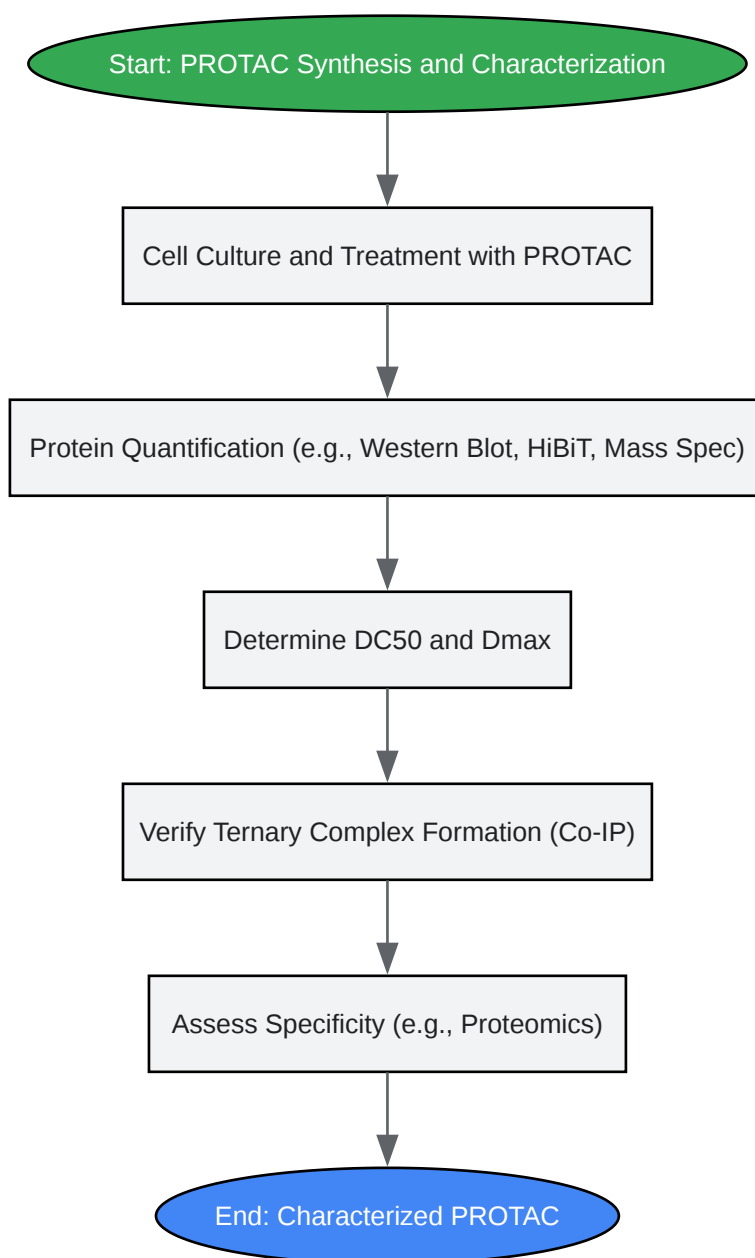 Start: PROTAC Synthesis and Characterization
Cell Culture and Treatment with PROTAC
Protein Quantification (e.g., Western Blot, HiBiT, Mass Spec)
Determine DC50 and Dmax
Verify Ternary Complex Formation (Co-IP)
Assess Specificity (e.g., Proteomics)
End: Characterized PROTAC